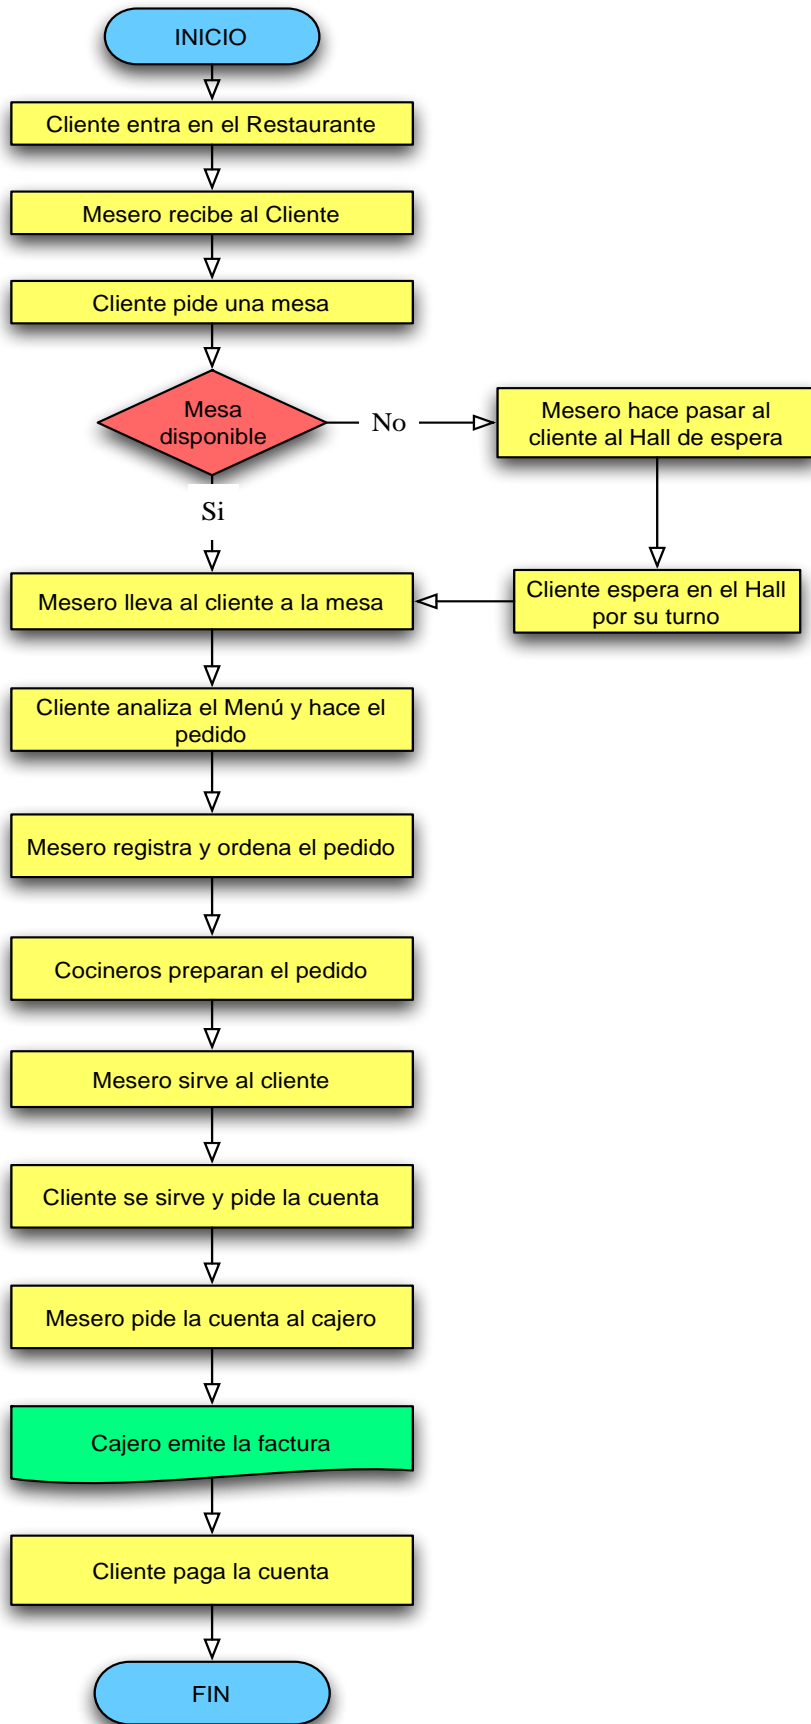 INICIO
Cliente entra en el Restaurante
Mesero recibe al Cliente
Cliente pide una mesa
Mesa
disponible
No
Mesero hace pasar al
cliente al Hall de espera
Si
Cliente espera en el Hall
por su turno
Mesero lleva al cliente a la mesa
Cliente analiza el Menú y hace el
pedido
Mesero registra y ordena el pedido
Cocineros preparan el pedido
Mesero sirve al cliente
Cliente se sirve y pide la cuenta
Mesero pide la cuenta al cajero
Cajero emite la factura
Cliente paga la cuenta
FIN